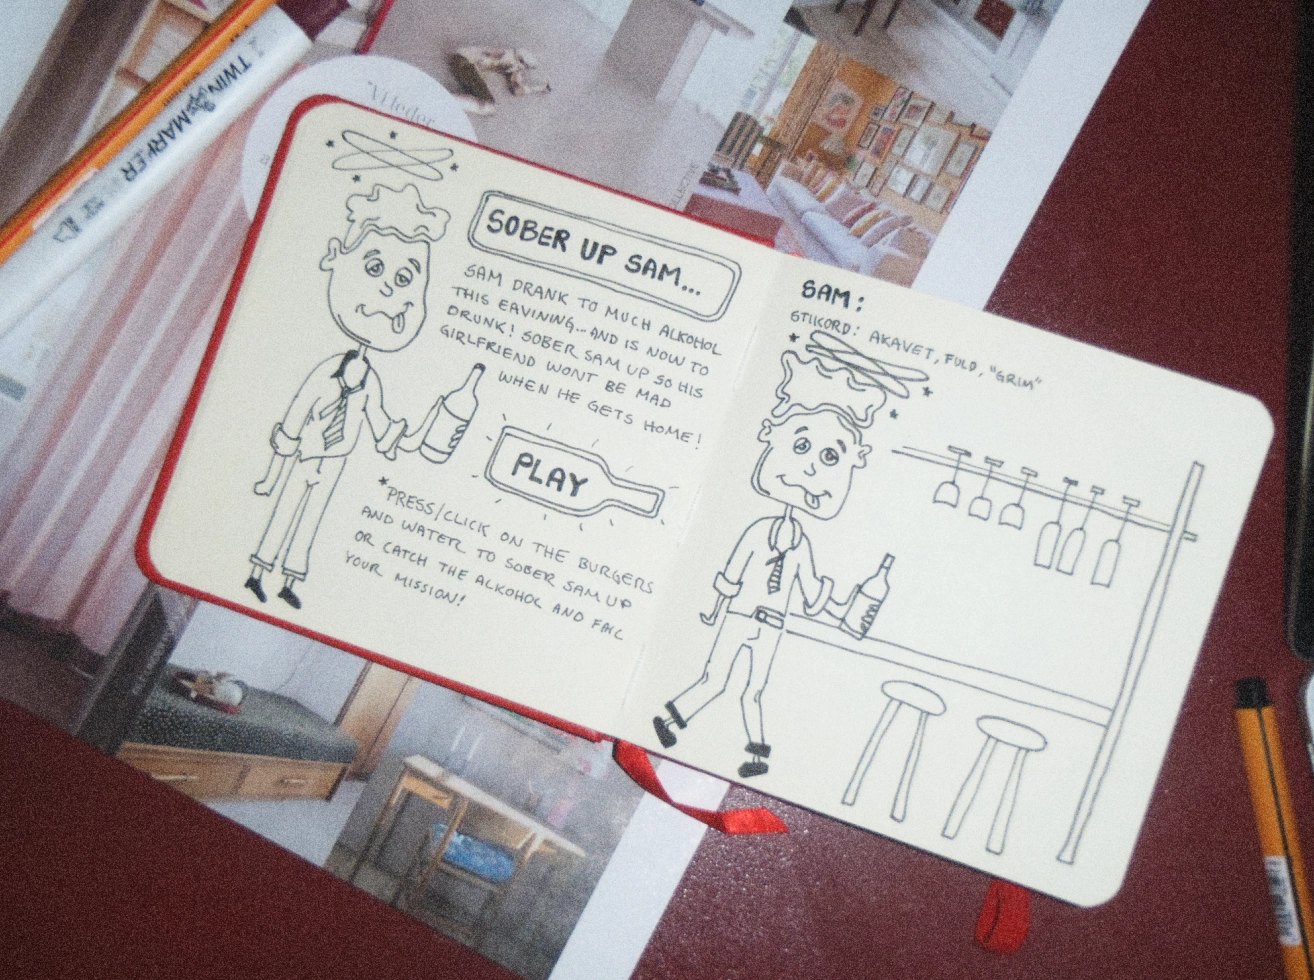 TWIN
MARKER
SOBER UP SAM...
SAM DRANK TO MUCH ALKOHOL
THIS EAVINING...AND IS NOW TO
DRUNK! SOBER SAM UP SO HIS
GIRLFRIEND WONT BE MAD
WHEN HE GETS HOME!
PLAY
*PRESS/CLICK ON THE BURGERS
AND WATER TO SOBER SAM UP
OR CATCH THE ALKOHOL AND FAIL
YOUR MISSION!
SAM:
STIKORD: AKAVET, FULD, "GRIM"